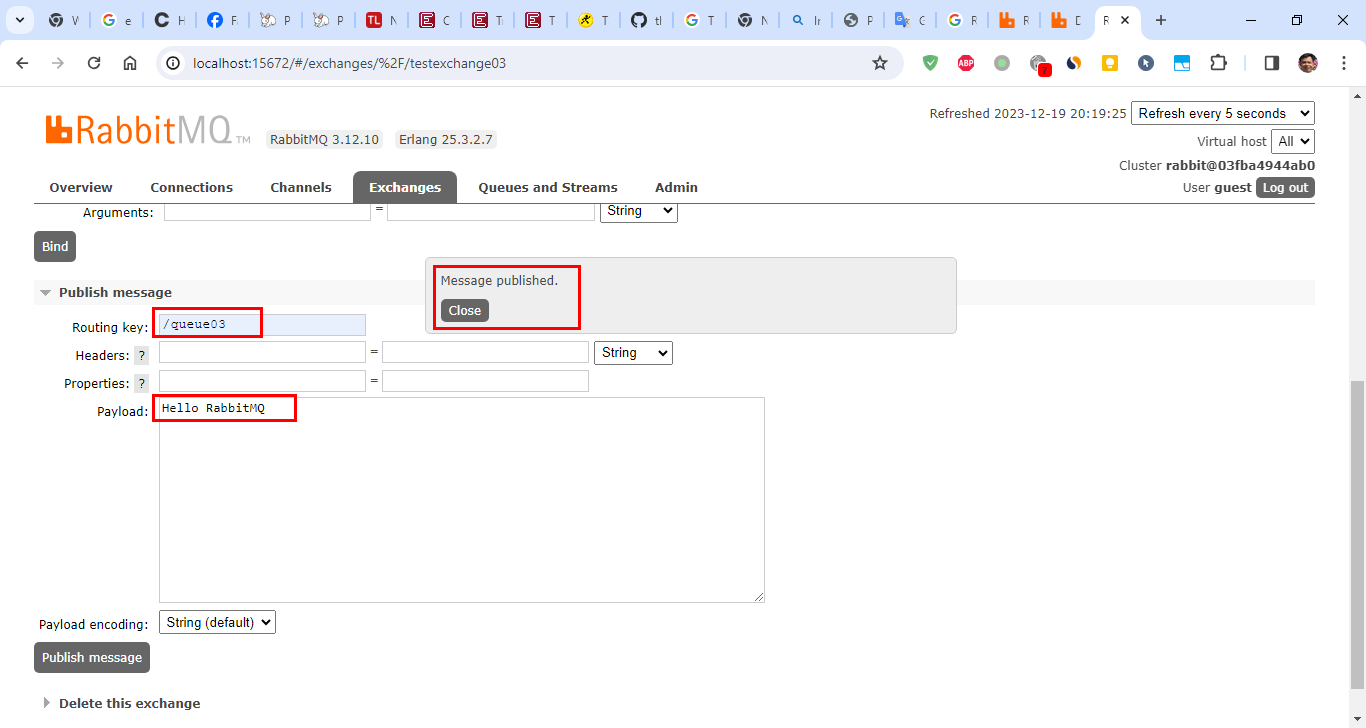 localhost:15672/#/exchanges/%2F/testexchange03
ABP
RabbitMQ TM
RabbitMQ 3.12.10
Erlang 25.3.2.7
Refreshed 2023-12-19 20:19:25
Refresh every 5 seconds
Virtual host All
Cluster rabbit@03fba4944ab0
User guest Log out
Overview Connections Channels Exchanges Queues and Streams Admin
Arguments: = String
Bind
Message published.
Close
Publish message
Routing key: /queue03
Headers: ? = String
Properties: ? =
Payload: Hello RabbitMQ
Payload encoding: String (default)
Publish message
Delete this exchange